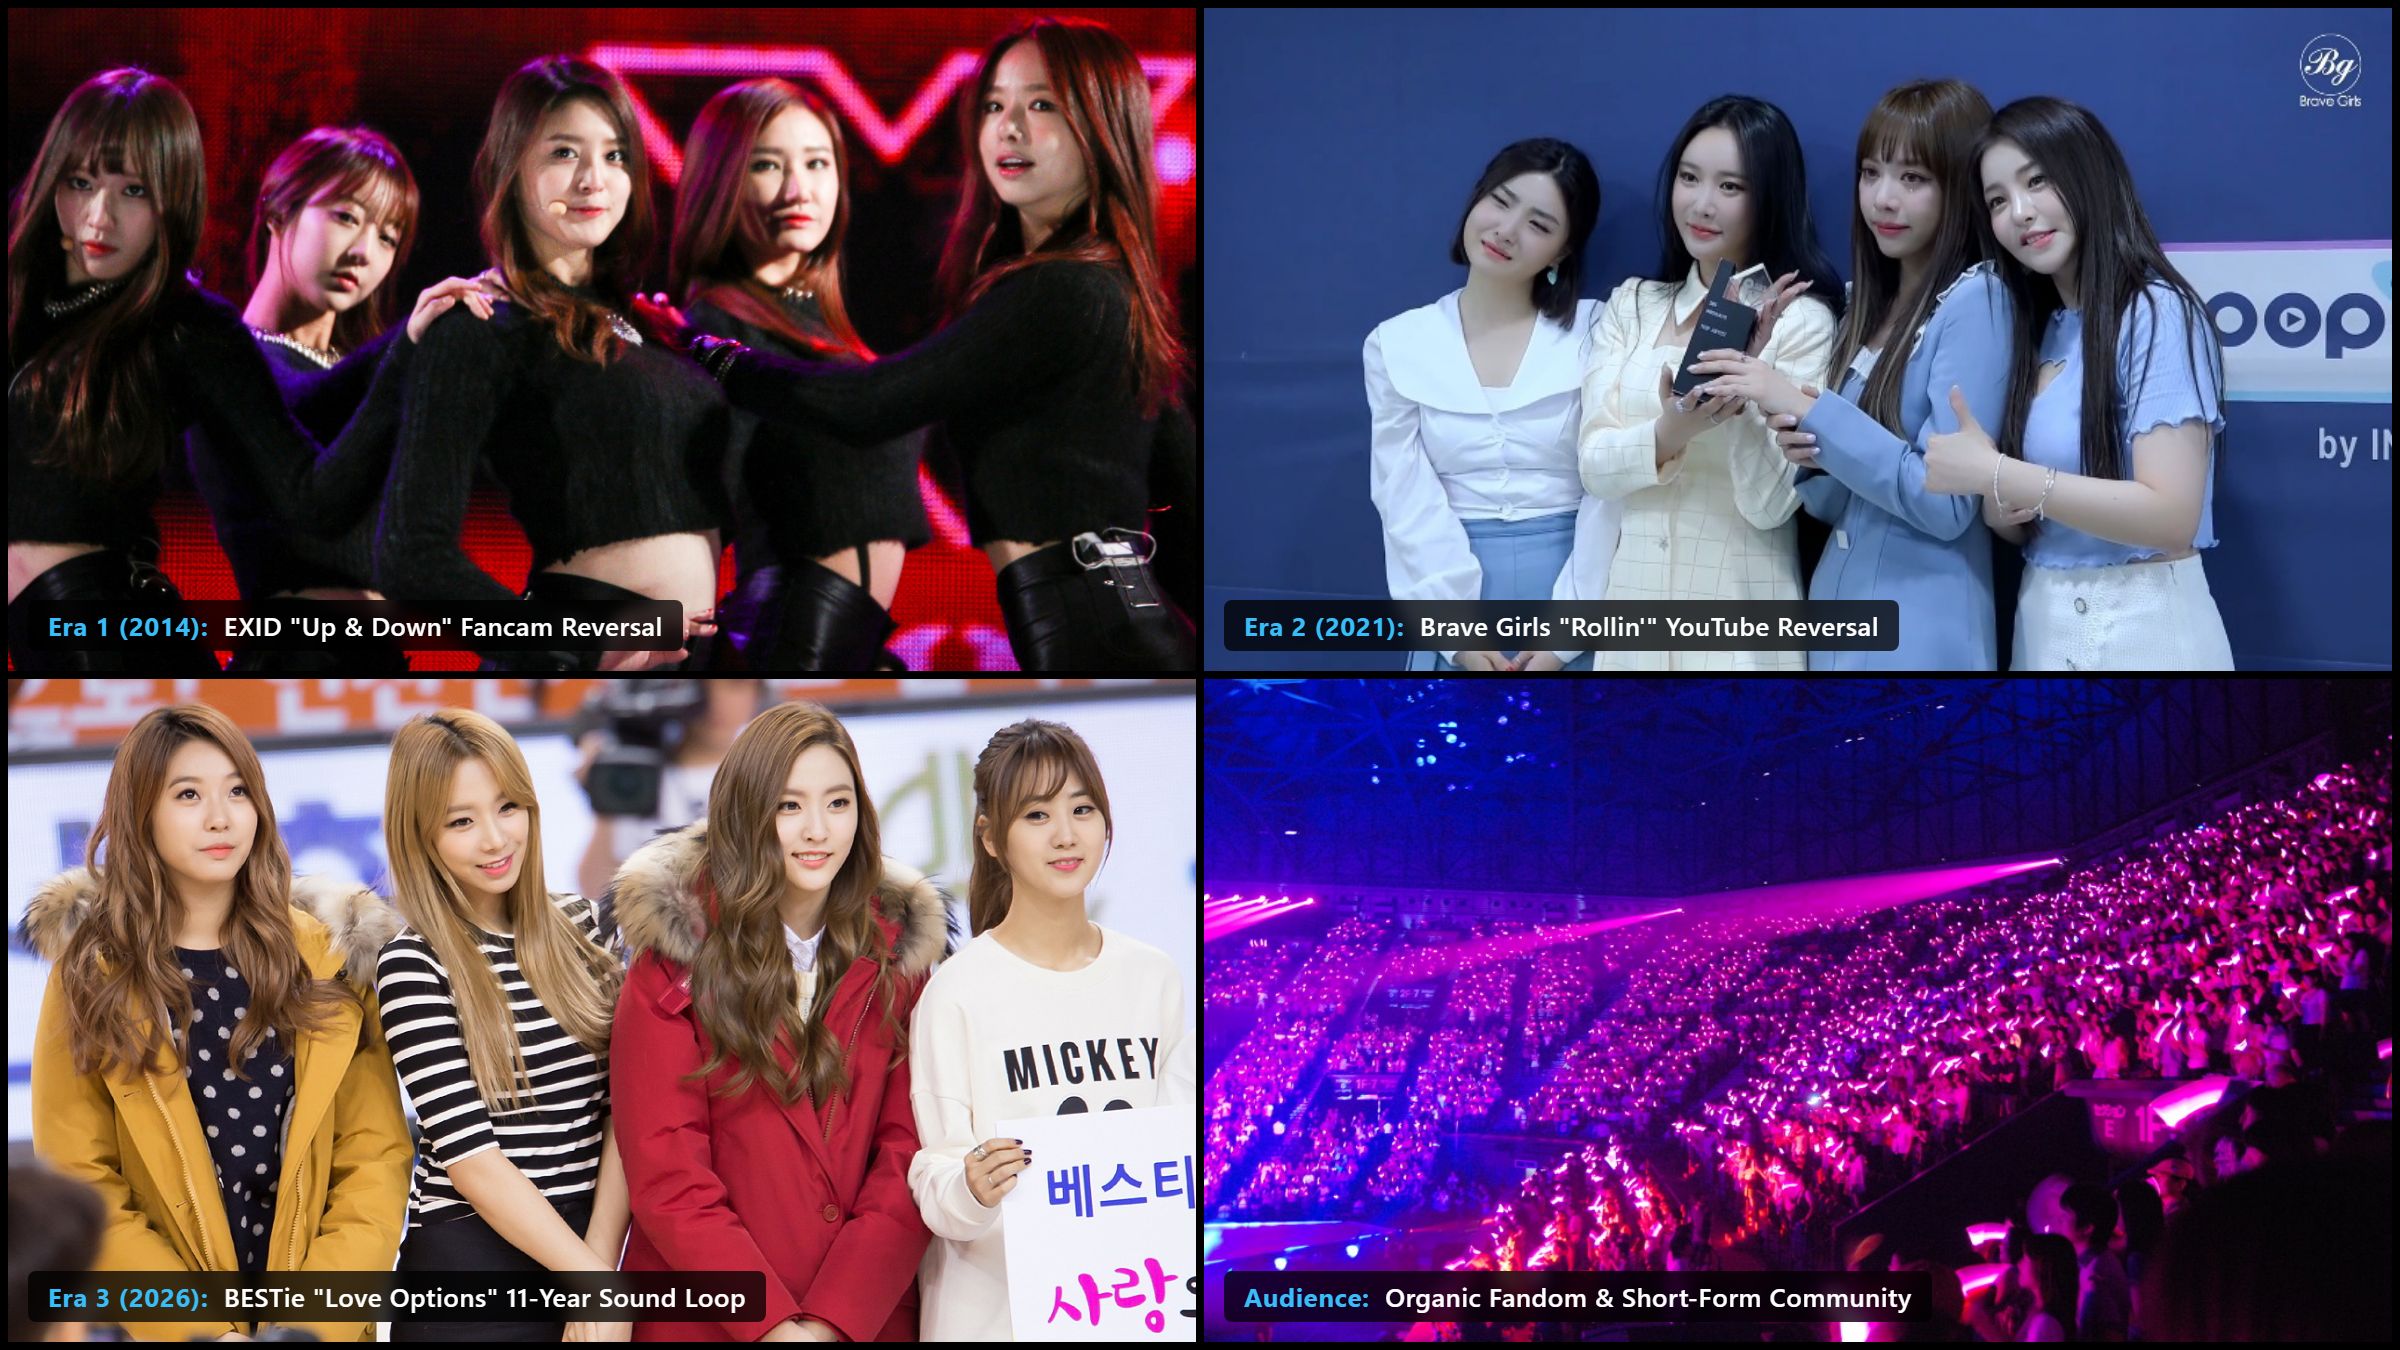 Bg
Brave Girls
oop
by IN
Era 1 (2014): EXID "Up & Down" Fancam Reversal
Era 2 (2021): Brave Girls "Rollin'" YouTube Reversal
MICKEY
베스티
사랑
Era 3 (2026): BESTie "Love Options" 11-Year Sound Loop
Audience: Organic Fandom & Short-Form Community